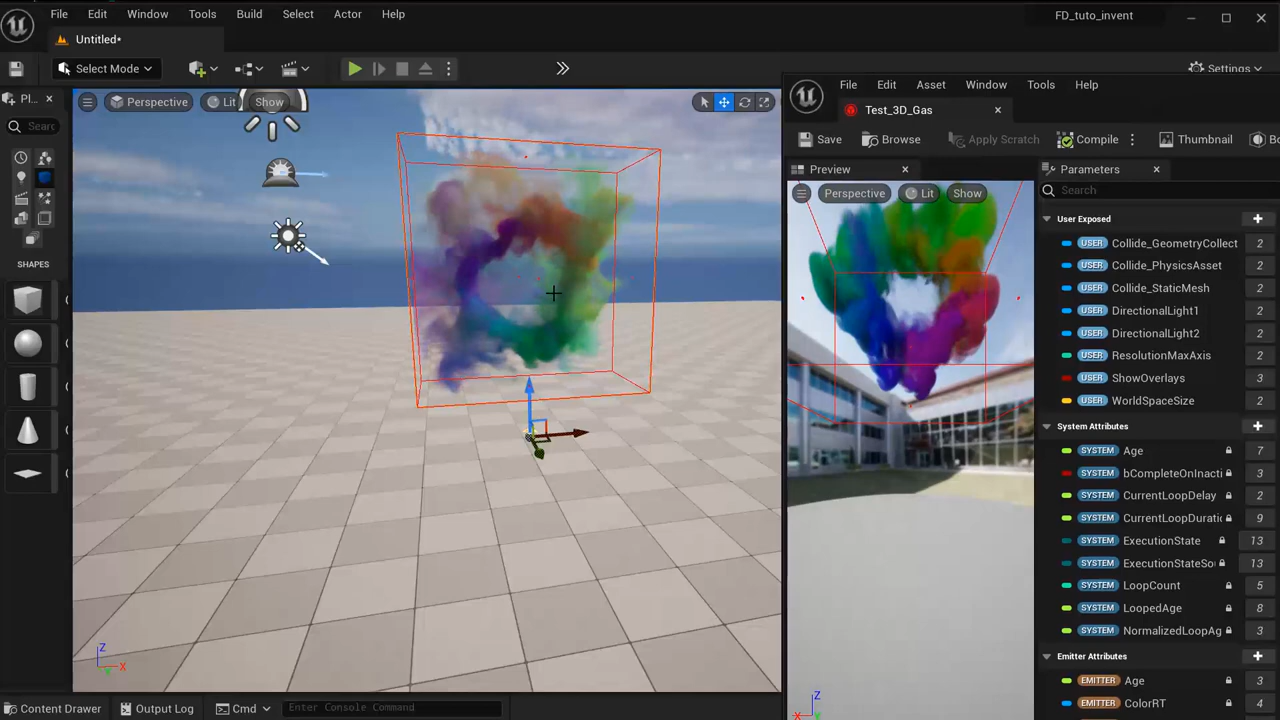 File Edit Window Tools Build Select Actor Help
FD_tuto_invent
Untitled*
Select Mode
Settings
Pl...
Perspective Lit Show
Sear
SHAPES
Z
X
Y
Content Drawer Output Log Cmd Enter Console Command
File Edit Asset Window Tools Help
Test_3D_Gas
Save Browse Apply Scratch Compile Thumbnail Bo
Preview
Perspective Lit Show
Z
X
Parameters
Search
User Exposed
USER Collide_GeometryCollect 2
USER Collide_PhysicsAsset 2
USER Collide_StaticMesh 2
USER DirectionalLight1 2
USER DirectionalLight2 2
USER ResolutionMaxAxis 2
USER ShowOverlays 3
USER WorldSpaceSize 2
System Attributes
SYSTEM Age 7
SYSTEM bCompleteOnInacti 3
SYSTEM CurrentLoopDelay 2
SYSTEM CurrentLoopDurati 9
SYSTEM ExecutionState 13
SYSTEM ExecutionStateSo 13
SYSTEM LoopCount 5
SYSTEM LoopedAge 8
SYSTEM NormalizedLoopAg 3
Emitter Attributes
EMITTER Age 3
EMITTER ColorRT 4